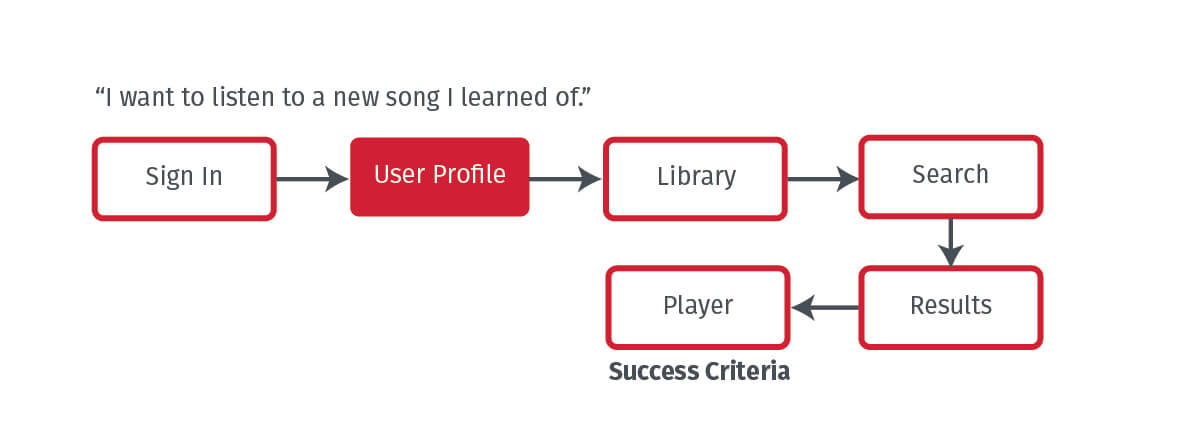 “I want to listen to a new song I learned of.”
Sign In
User Profile
Library
Search
Player
Results
Success Criteria